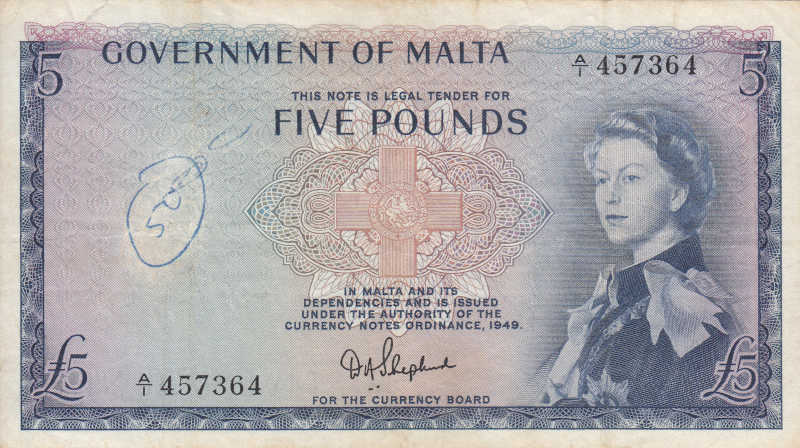 GOVERNMENT OF MALTA
5
A/1 457364
5
THIS NOTE IS LEGAL TENDER FOR
FIVE POUNDS
IN MALTA AND ITS
DEPENDENCIES AND IS ISSUED
UNDER THE AUTHORITY OF THE
CURRENCY NOTES ORDINANCE, 1949.
D A Shepherd
£5
A/1 457364
FOR THE CURRENCY BOARD
£5